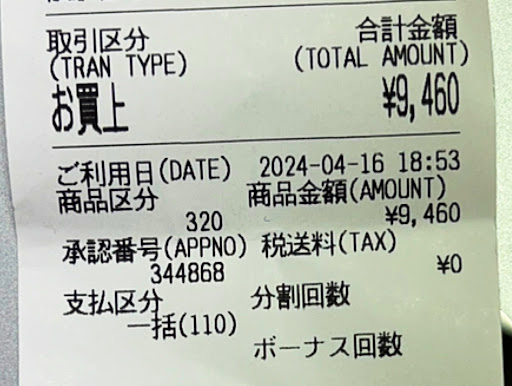 取引区分 合計金額
(TRAN TYPE) (TOTAL AMOUNT)
お買上 ¥9,460
ご利用日(DATE) 2024-04-16 18:53
商品区分 商品金額(AMOUNT)
320 ¥9,460
承認番号(APPNO) 税送料(TAX)
344868 ¥0
支払区分 分割回数
一括(110)
ボーナス回数